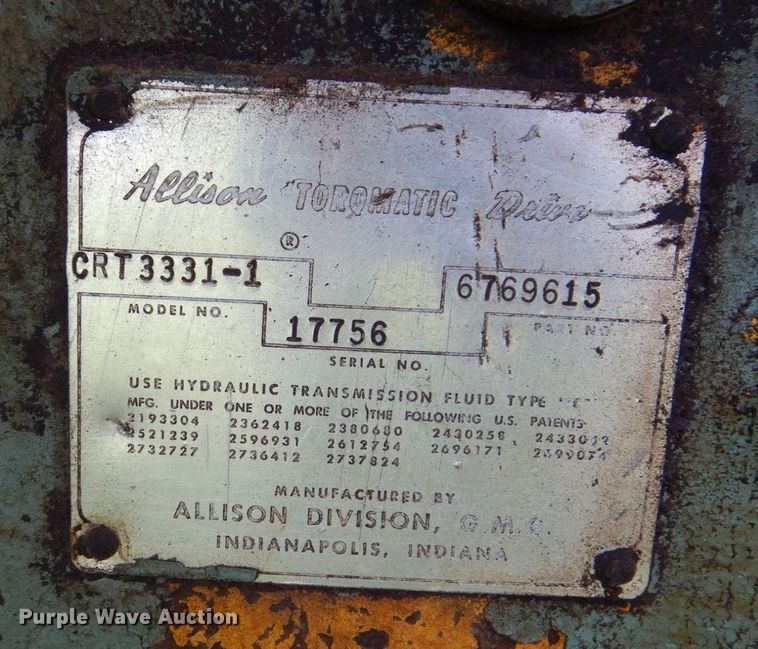 Allison TORQMATIC Drive
®
CRT3331-1 6769615
MODEL NO. PART NO.
17756
SERIAL NO.
USE HYDRAULIC TRANSMISSION FLUID TYPE
MFG. UNDER ONE OR MORE OF THE FOLLOWING U.S. PATENTS
2193304 2362418 2380680 2430258
2521239 2596931 2612754 2696171
2732727 2736412 2737824
MANUFACTURED BY
ALLISON DIVISION, G.M.C.
INDIANAPOLIS, INDIANA
Purple Wave Auction